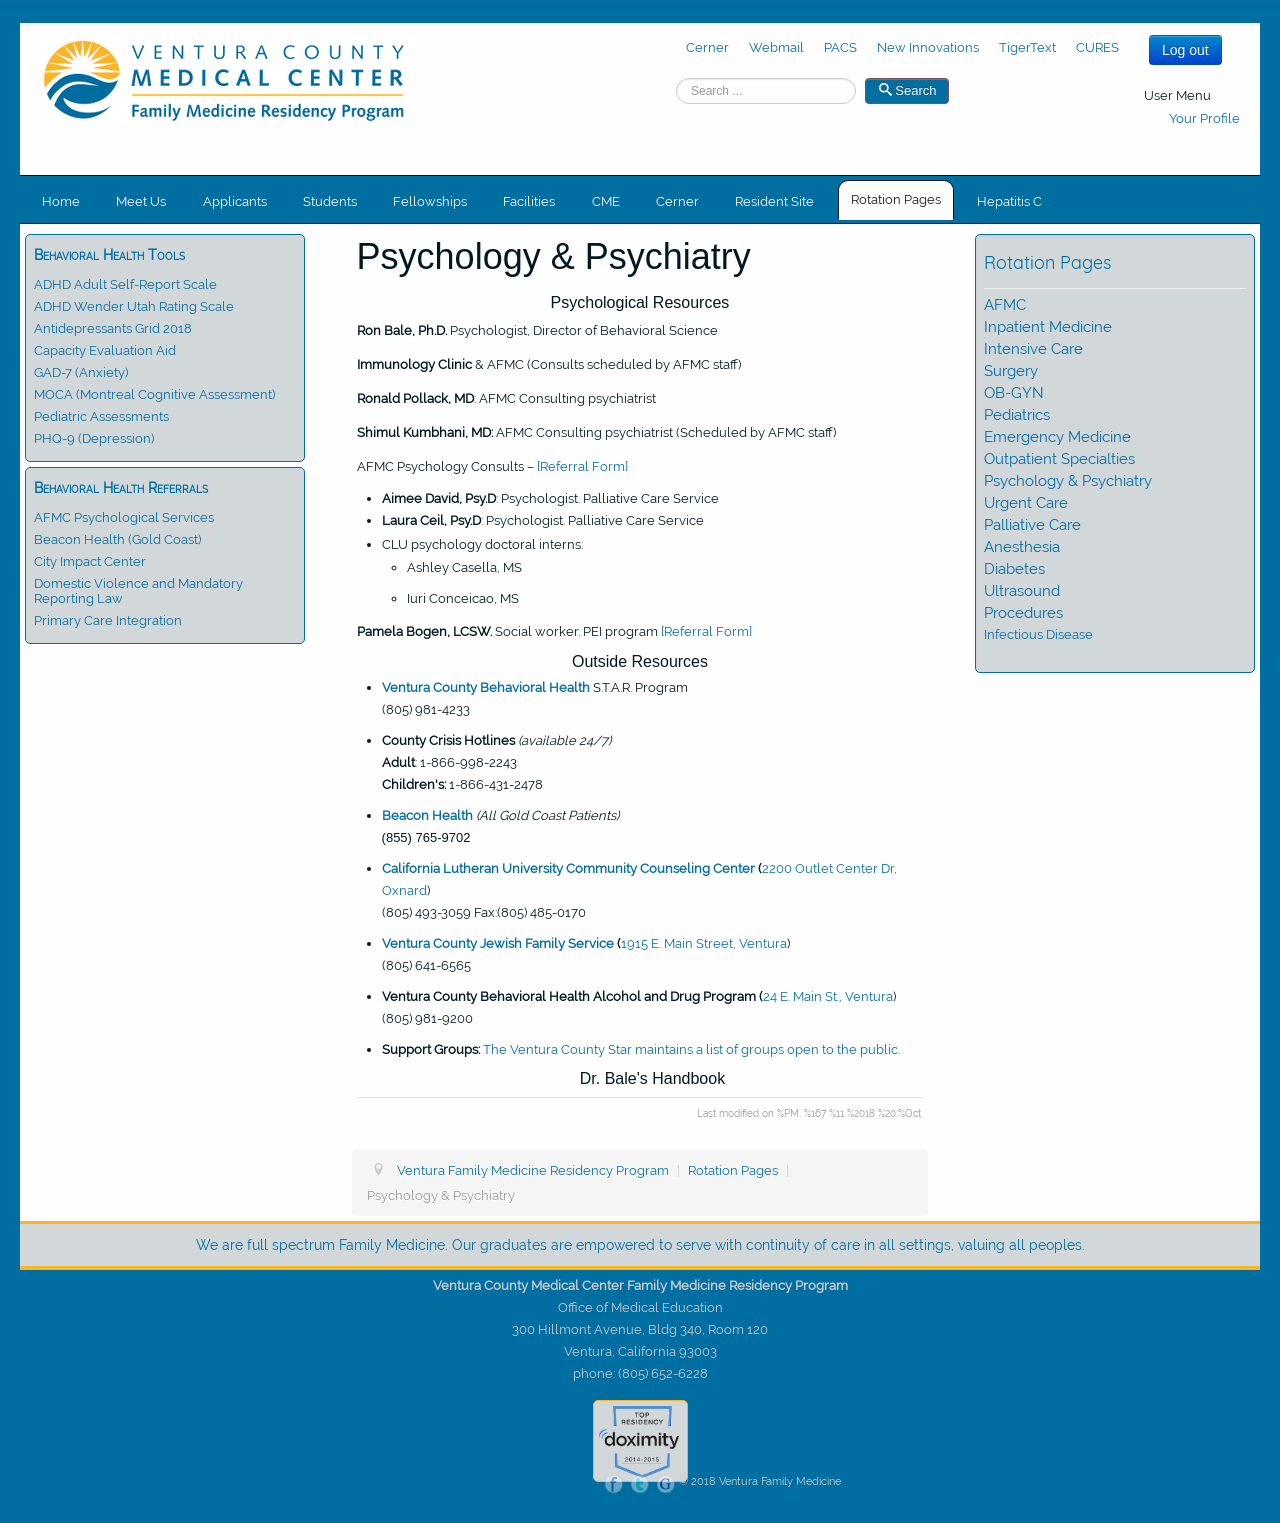 VENTURA COUNTY
MEDICAL CENTER
Family Medicine Residency Program
Cerner Webmail PACS New Innovations TigerText CURES
Log out
Search ... Search
User Menu
Your Profile
Home Meet Us Applicants Students Fellowships Facilities CME Cerner Resident Site Rotation Pages Hepatitis C
Behavioral Health Tools
ADHD Adult Self-Report Scale
ADHD Wender Utah Rating Scale
Antidepressants Grid 2018
Capacity Evaluation Aid
GAD-7 (Anxiety)
MOCA (Montreal Cognitive Assessment)
Pediatric Assessments
PHQ-9 (Depression)
Behavioral Health Referrals
AFMC Psychological Services
Beacon Health (Gold Coast)
City Impact Center
Domestic Violence and Mandatory
Reporting Law
Primary Care Integration
Psychology & Psychiatry
Psychological Resources
Ron Bale, Ph.D. Psychologist, Director of Behavioral Science
Immunology Clinic & AFMC (Consults scheduled by AFMC staff)
Ronald Pollack, MD: AFMC Consulting psychiatrist
Shimul Kumbhani, MD: AFMC Consulting psychiatrist (Scheduled by AFMC staff)
AFMC Psychology Consults – [Referral Form]
• Aimee David, Psy.D: Psychologist. Palliative Care Service
• Laura Ceil, Psy.D: Psychologist. Palliative Care Service
• CLU psychology doctoral interns:
◦ Ashley Casella, MS
◦ Iuri Conceicao, MS
Pamela Bogen, LCSW. Social worker. PEI program [Referral Form]
Outside Resources
• Ventura County Behavioral Health S.T.A.R. Program
(805) 981-4233
• County Crisis Hotlines (available 24/7)
Adult: 1-866-998-2243
Children's: 1-866-431-2478
• Beacon Health (All Gold Coast Patients)
(855) 765-9702
• California Lutheran University Community Counseling Center (2200 Outlet Center Dr,
Oxnard)
(805) 493-3059 Fax:(805) 485-0170
• Ventura County Jewish Family Service (1915 E. Main Street, Ventura)
(805) 641-6565
• Ventura County Behavioral Health Alcohol and Drug Program (24 E. Main St., Ventura)
(805) 981-9200
• Support Groups: The Ventura County Star maintains a list of groups open to the public.
Dr. Bale's Handbook
Last modified on %PM, %167 %11 %2018 %20:%Oct
Ventura Family Medicine Residency Program | Rotation Pages |
Psychology & Psychiatry
Rotation Pages
AFMC
Inpatient Medicine
Intensive Care
Surgery
OB-GYN
Pediatrics
Emergency Medicine
Outpatient Specialties
Psychology & Psychiatry
Urgent Care
Palliative Care
Anesthesia
Diabetes
Ultrasound
Procedures
Infectious Disease
We are full spectrum Family Medicine. Our graduates are empowered to serve with continuity of care in all settings, valuing all peoples.
Ventura County Medical Center Family Medicine Residency Program
Office of Medical Education
300 Hillmont Avenue, Bldg 340, Room 120
Ventura, California 93003
phone: (805) 652-6228
TOP
RESIDENCY
doximity
2014-2015
f t G © 2018 Ventura Family Medicine